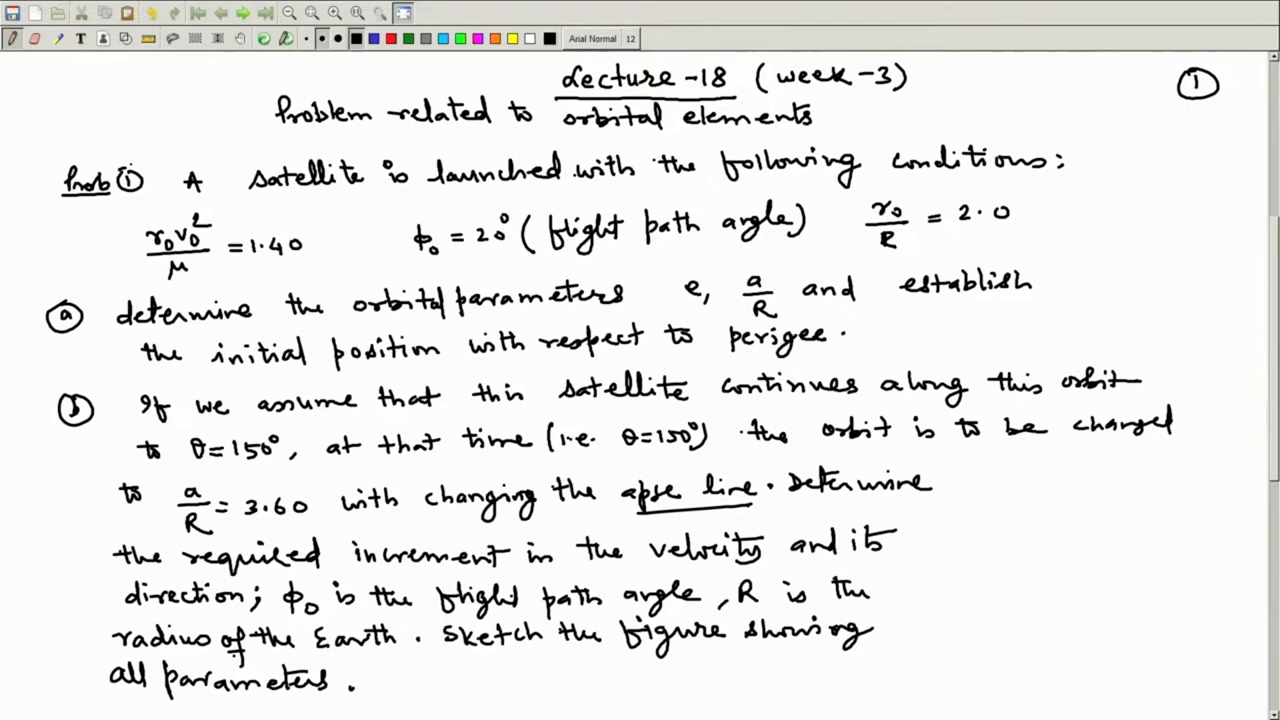 Arial Normal 12
Lecture-18 (week-3)
①
Problem related to orbital elements
Prob ① A satellite is launched with the following conditions:
r₀v₀²/μ = 1.40 ϕ₀ = 20° (flight path angle) r₀/R = 2.0
ⓐ determine the orbital parameters e, a/R and establish
the initial position with respect to perigee.
ⓑ If we assume that this satellite continues along this orbit
to θ=150°, at that time (i.e. θ=150°) the orbit is to be changed
to a/R = 3.60 with changing the apse line. Determine
the required increment in the velocity and its
direction; ϕ₀ is the flight path angle, R is the
radius of the Earth. Sketch the figure showing
all parameters.